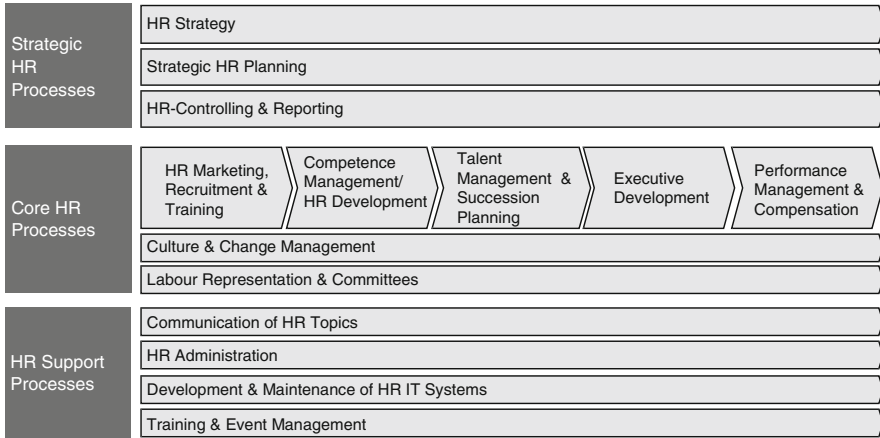 Strategic
HR
Processes
HR Strategy
Strategic HR Planning
HR-Controlling & Reporting
Core HR
Processes
HR Marketing,
Recruitment &
Training
Competence
Management/
HR Development
Talent
Management &
Succession
Planning
Executive
Development
Performance
Management &
Compensation
Culture & Change Management
Labour Representation & Committees
HR Support
Processes
Communication of HR Topics
HR Administration
Development & Maintenance of HR IT Systems
Training & Event Management